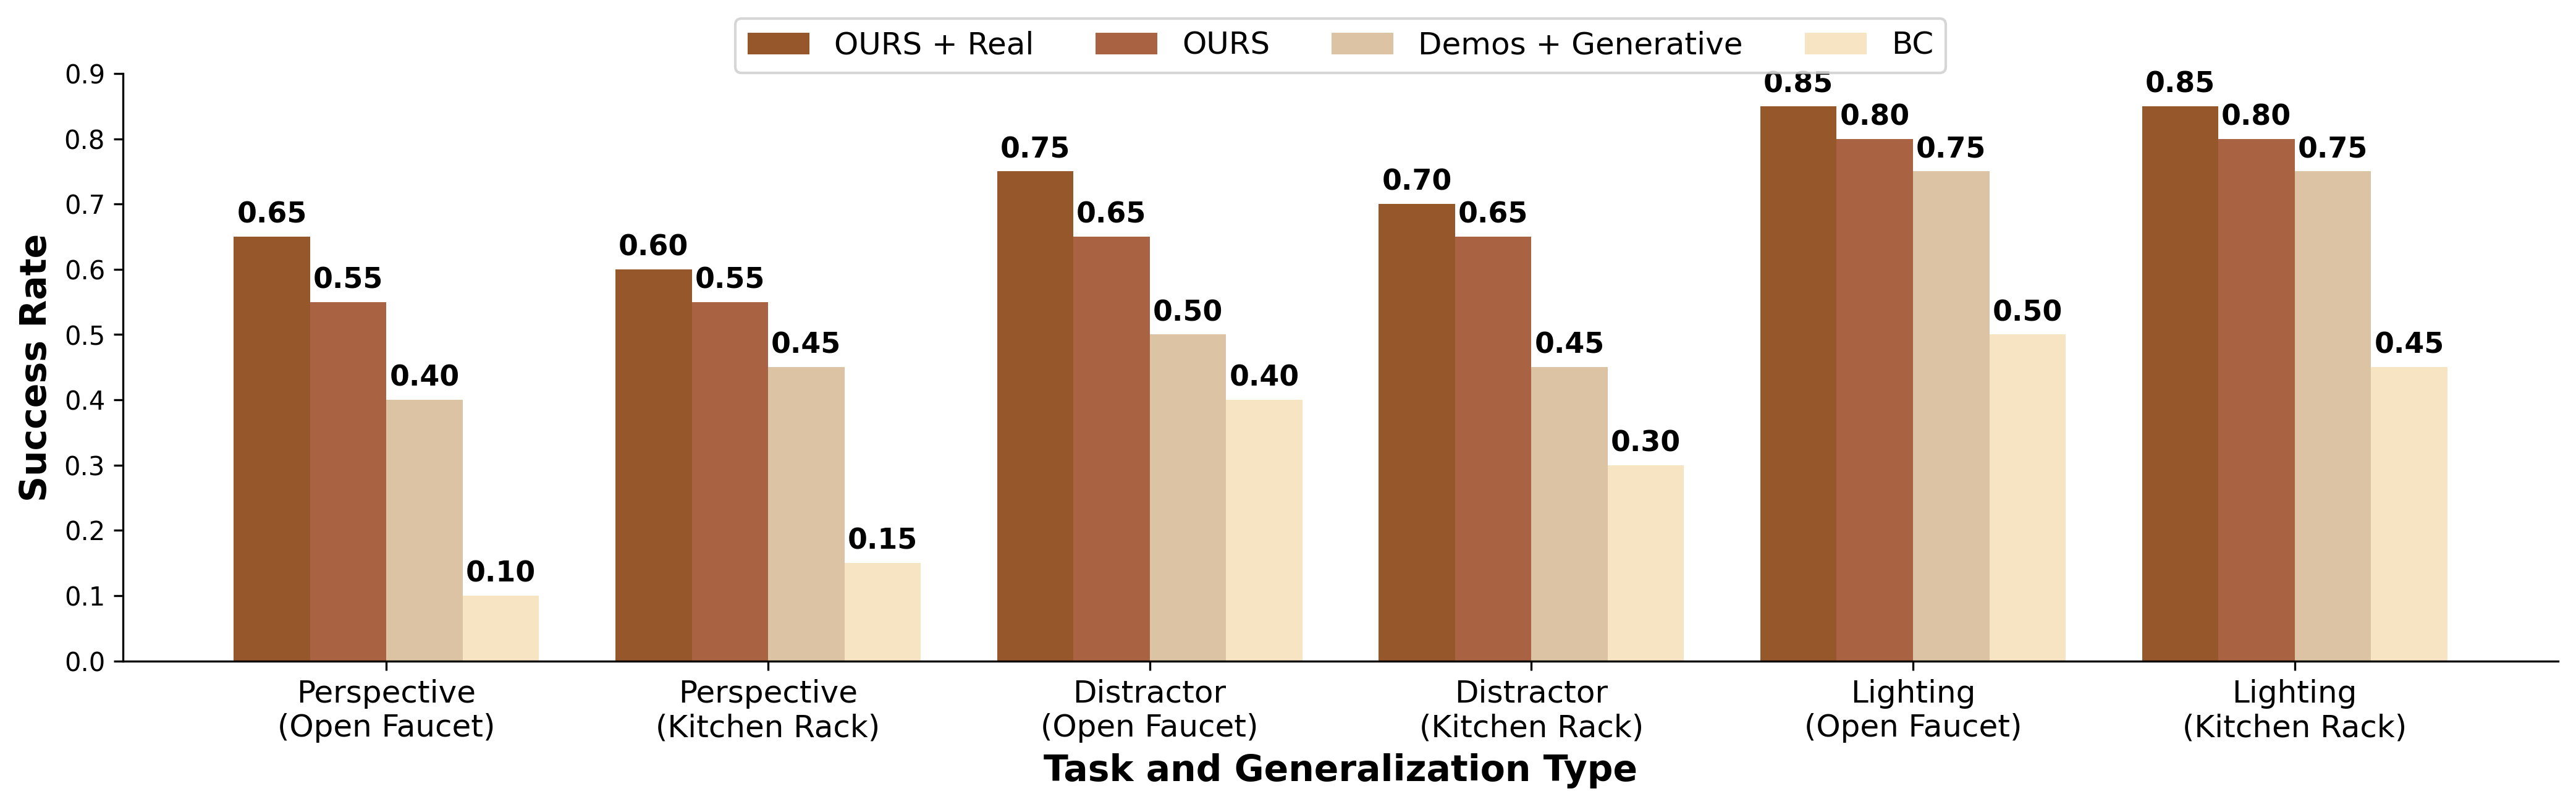 OURS + Real OURS Demos + Generative BC
Success Rate
0.9
0.8
0.7
0.6
0.5
0.4
0.3
0.2
0.1
0.0
0.65 0.55 0.40 0.10
0.60 0.55 0.45 0.15
0.75 0.65 0.50 0.40
0.70 0.65 0.45 0.30
0.85 0.80 0.75 0.50
0.85 0.80 0.75 0.45
Perspective
(Open Faucet)
Perspective
(Kitchen Rack)
Distractor
(Open Faucet)
Distractor
(Kitchen Rack)
Lighting
(Open Faucet)
Lighting
(Kitchen Rack)
Task and Generalization Type